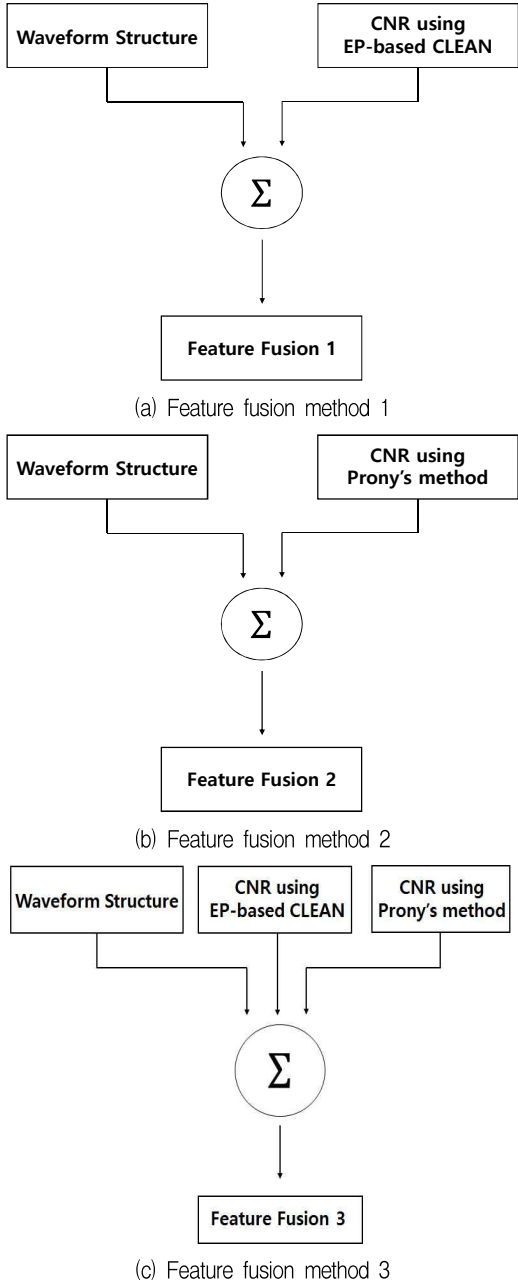 Waveform Structure
CNR using
EP-based CLEAN
Σ
Feature Fusion 1
(a) Feature fusion method 1
Waveform Structure
CNR using
Prony's method
Σ
Feature Fusion 2
(b) Feature fusion method 2
Waveform Structure
CNR using
EP-based CLEAN
CNR using
Prony's method
Σ
Feature Fusion 3
(c) Feature fusion method 3